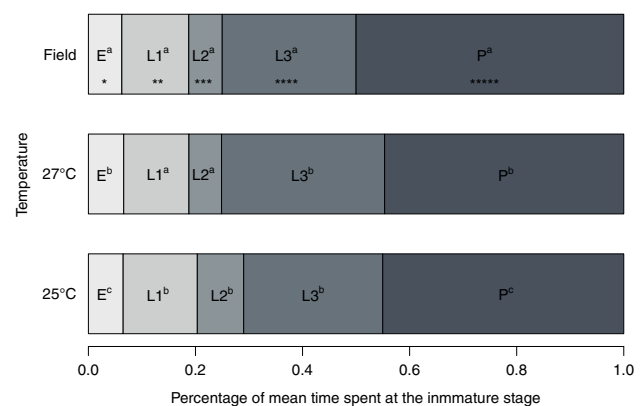 Field
E^a L1^a L2^a L3^a P^a
* ** *** **** *****
Temperature
27°C
E^b L1^a L2^a L3^b P^b
25°C
E^c L1^b L2^b L3^b P^c
0.0 0.2 0.4 0.6 0.8 1.0
Percentage of mean time spent at the inmmature stage